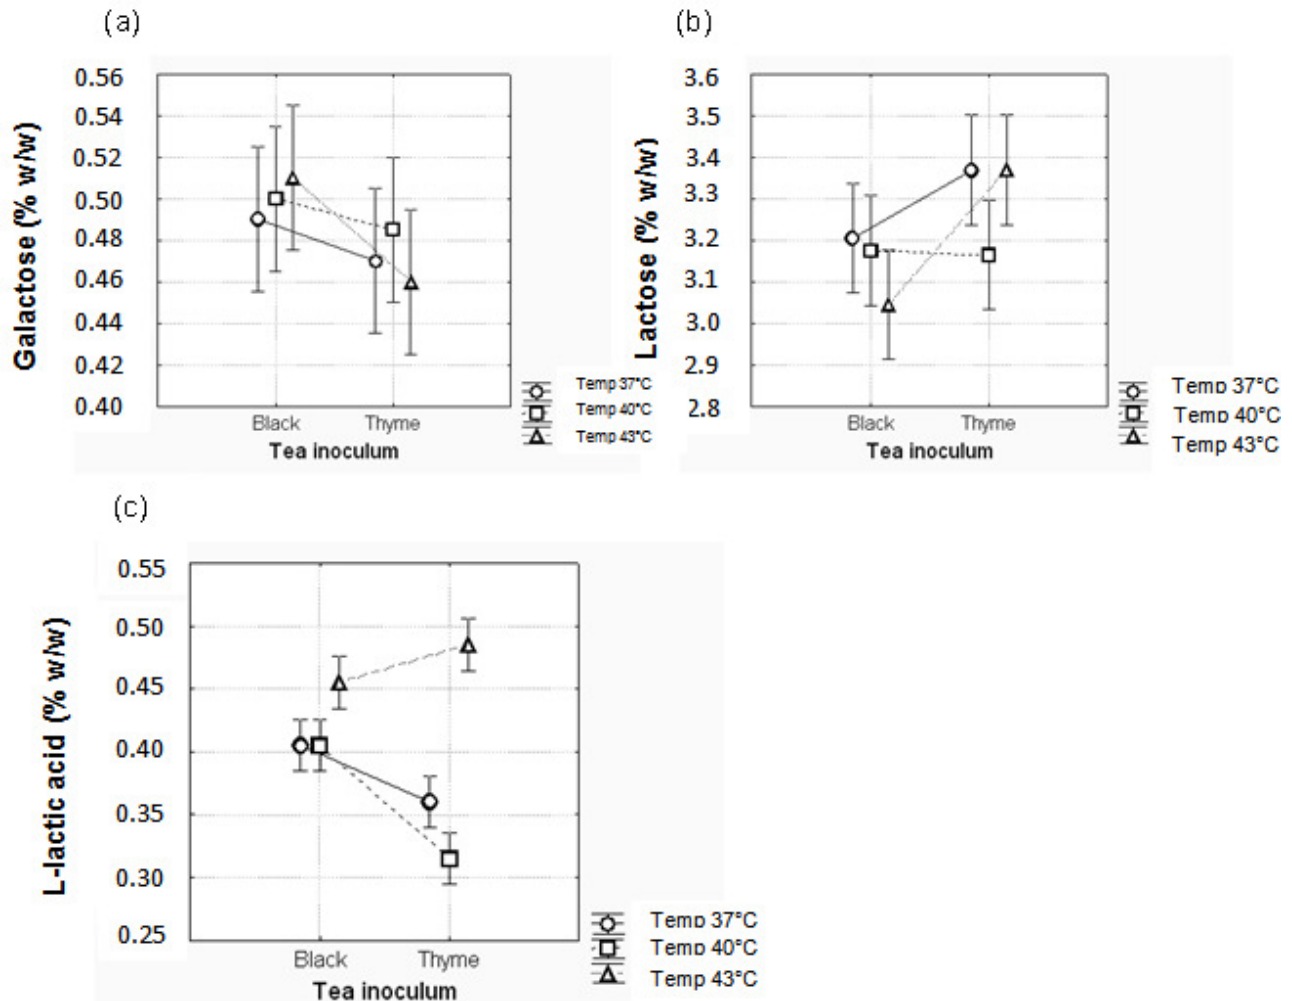 (a)
Galactose (% w/w)
0.56
0.54
0.52
0.50
0.48
0.46
0.44
0.42
0.40
Black Thyme
Tea inoculum
Temp 37°C
Temp 40°C
Temp 43°C
(b)
Lactose (% w/w)
3.6
3.5
3.4
3.3
3.2
3.1
3.0
2.9
2.8
Black Thyme
Tea inoculum
Temp 37°C
Temp 40°C
Temp 43°C
(c)
L-lactic acid (% w/w)
0.55
0.50
0.45
0.40
0.35
0.30
0.25
Black Thyme
Tea inoculum
Temp 37°C
Temp 40°C
Temp 43°C